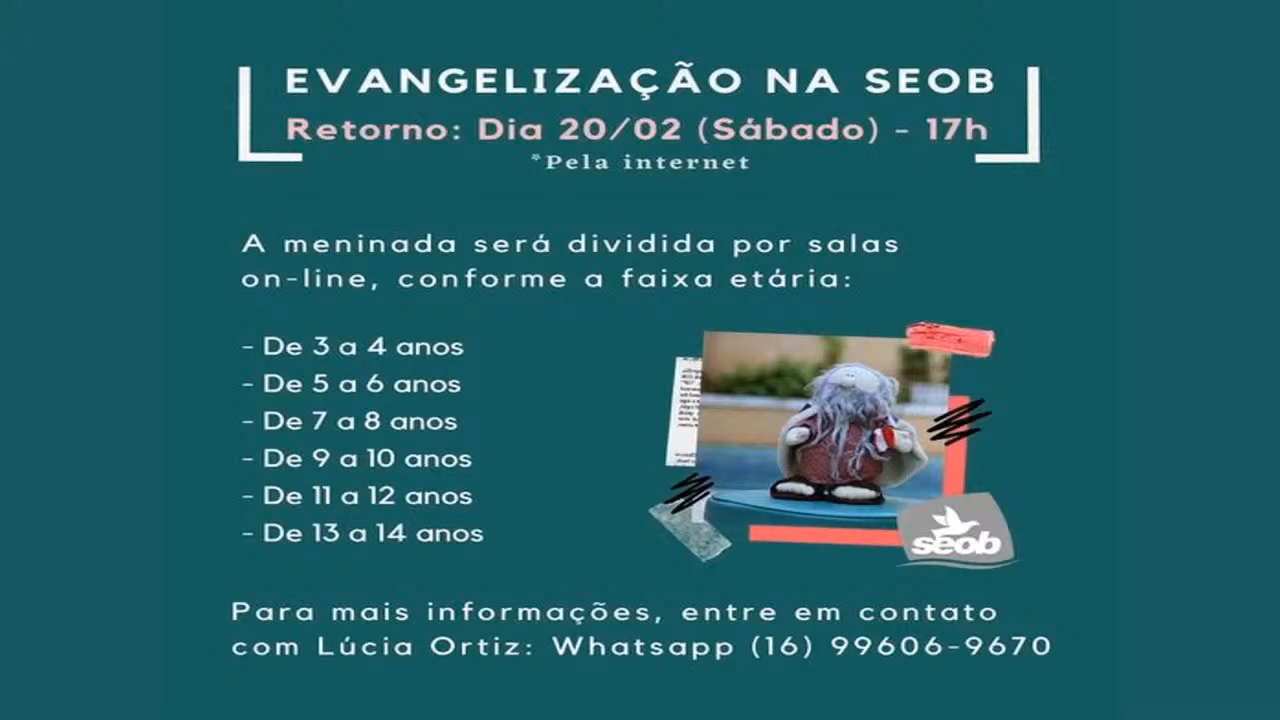 EVANGELIZAÇÃO NA SEOB
Retorno: Dia 20/02 (Sábado) - 17h
*Pela internet
A meninada será dividida por salas
on-line, conforme a faixa etária:
- De 3 a 4 anos
- De 5 a 6 anos
- De 7 a 8 anos
- De 9 a 10 anos
- De 11 a 12 anos
- De 13 a 14 anos
seob
Para mais informações, entre em contato
com Lúcia Ortiz: Whatsapp (16) 99606-9670